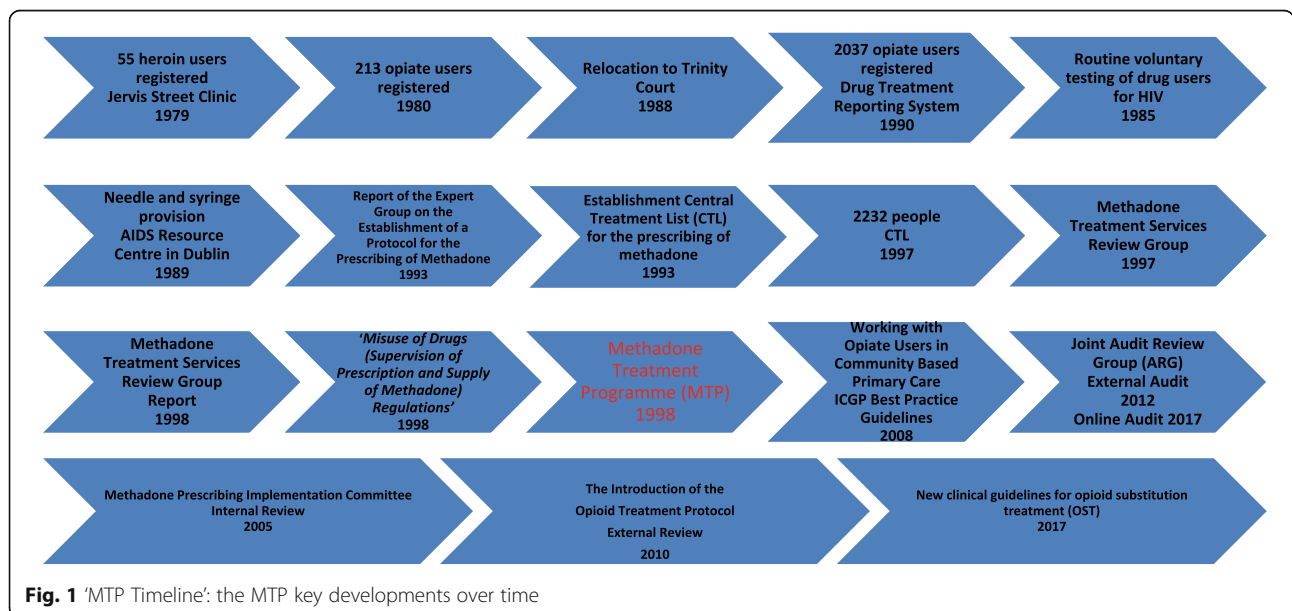 55 heroin users
registered
Jervis Street Clinic
1979
213 opiate users
registered
1980
Relocation to Trinity
Court
1988
2037 opiate users
registered
Drug Treatment
Reporting System
1990
Routine voluntary
testing of drug users
for HIV
1985
Needle and syringe
provision
AIDS Resource
Centre in Dublin
1989
Report of the Expert
Group on the
Establishment of a
Protocol for the
Prescribing of Methadone
1993
Establishment Central
Treatment List (CTL)
for the prescribing of
methadone
1993
2232 people
CTL
1997
Methadone
Treatment Services
Review Group
1997
Methadone
Treatment Services
Review Group
Report
1998
‘Misuse of Drugs
(Supervision of
Prescription and Supply
of Methadone)
Regulations’
1998
Methadone
Treatment
Programme (MTP)
1998
Working with
Opiate Users in
Community Based
Primary Care
ICGP Best Practice
Guidelines
2008
Joint Audit Review
Group (ARG)
External Audit
2012
Online Audit 2017
Methadone Prescribing Implementation Committee
Internal Review
2005
The Introduction of the
Opioid Treatment Protocol
External Review
2010
New clinical guidelines for opioid substitution
treatment (OST)
2017
Fig. 1 ‘MTP Timeline’: the MTP key developments over time